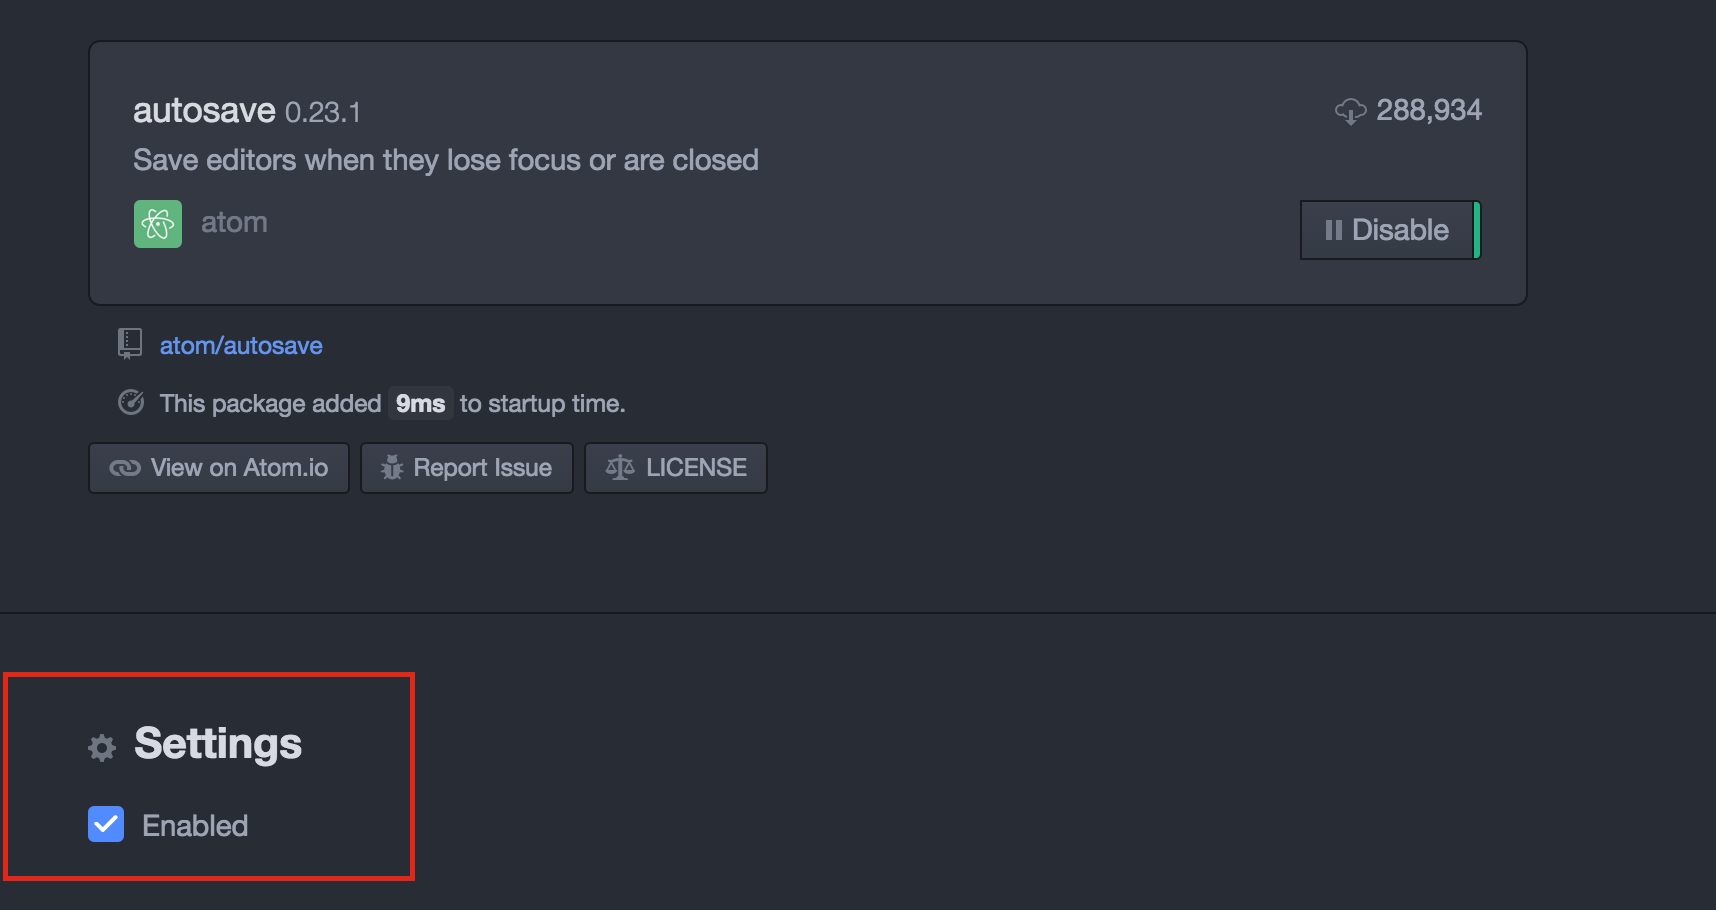 autosave 0.23.1
288,934
Save editors when they lose focus or are closed
atom
Disable
atom/autosave
This package added 9ms to startup time.
View on Atom.io
Report Issue
LICENSE
Settings
Enabled